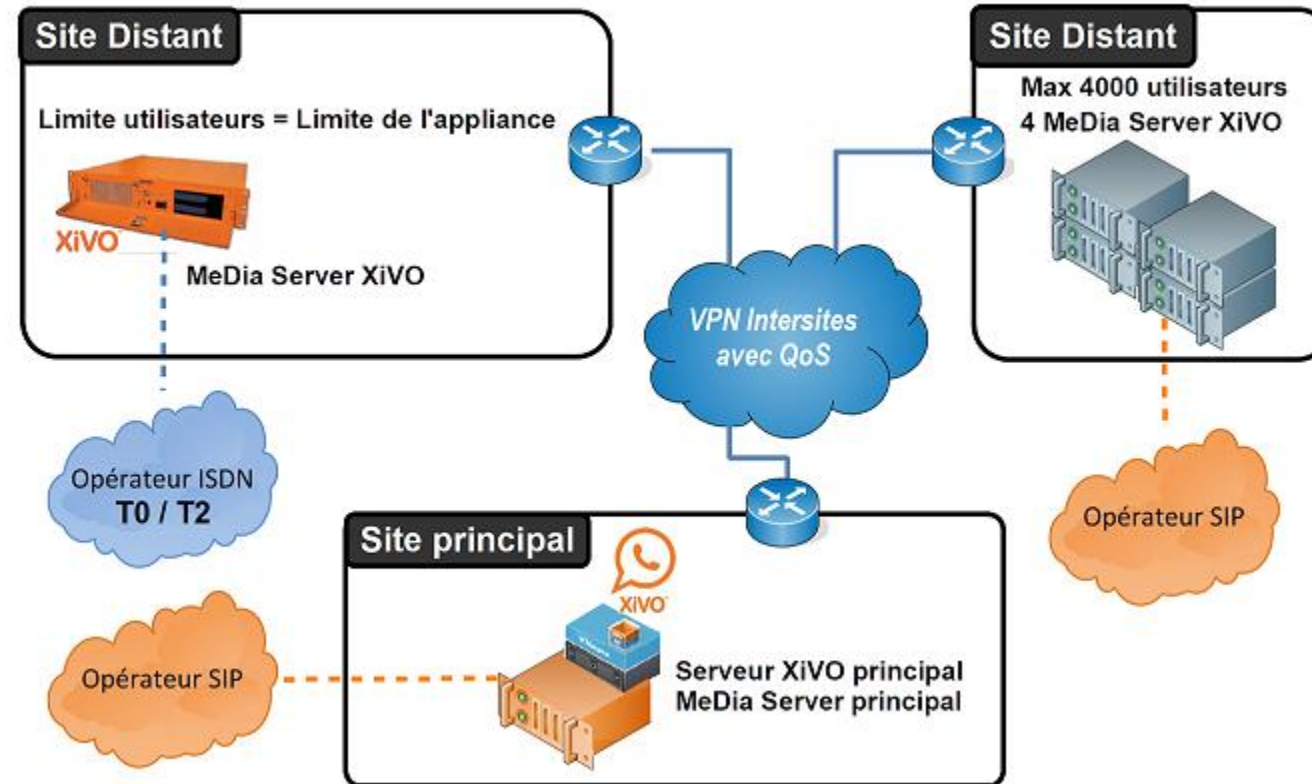 Site Distant
Limite utilisateurs = Limite de l'appliance
XiVO
MeDia Server XiVO
Opérateur ISDN
T0 / T2
Site Distant
Max 4000 utilisateurs
4 MeDia Server XiVO
VPN Intersites
avec QoS
Opérateur SIP
Site principal
XiVO
Serveur XiVO principal
MeDia Server principal
Opérateur SIP